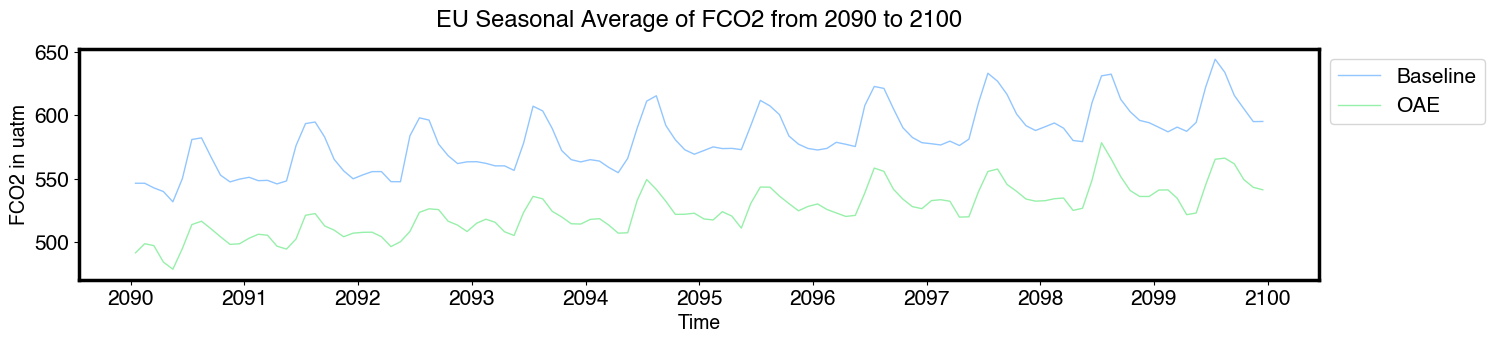 EU Seasonal Average of FCO2 from 2090 to 2100
650
600
550
500
FCO2 in uatm
2090 2091 2092 2093 2094 2095 2096 2097 2098 2099 2100
Time
Baseline
OAE